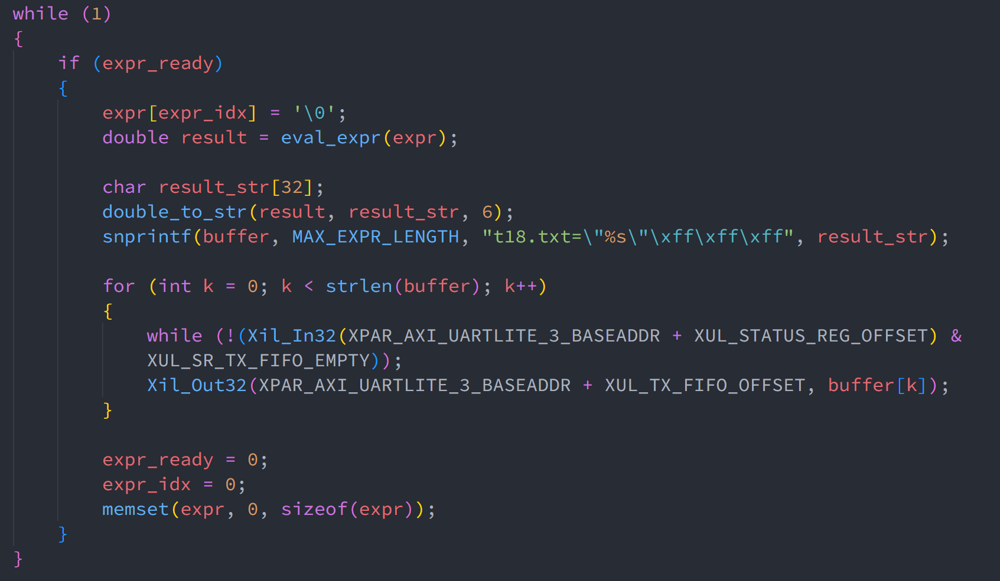 while (1)
{
if (expr_ready)
{
expr[expr_idx] = '\0';
double result = eval_expr(expr);
char result_str[32];
double_to_str(result, result_str, 6);
snprintf(buffer, MAX_EXPR_LENGTH, "t18.txt=\"%s\"\xff\xff\xff", result_str);
for (int k = 0; k < strlen(buffer); k++)
{
while (!(Xil_In32(XPAR_AXI_UARTLITE_3_BASEADDR + XUL_STATUS_REG_OFFSET) &
XUL_SR_TX_FIFO_EMPTY));
Xil_Out32(XPAR_AXI_UARTLITE_3_BASEADDR + XUL_TX_FIFO_OFFSET, buffer[k]);
}
expr_ready = 0;
expr_idx = 0;
memset(expr, 0, sizeof(expr));
}
}